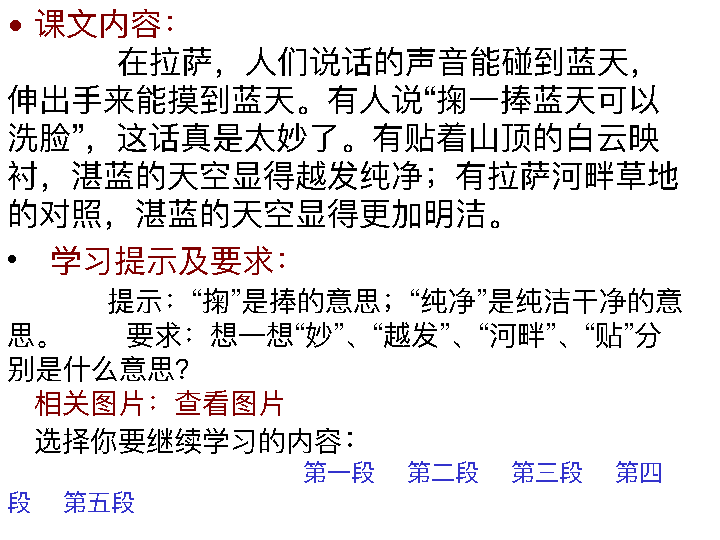 • 课文内容：
在拉萨，人们说话的声音能碰到蓝天，
伸出手来能摸到蓝天。有人说“掬一捧蓝天可以
洗脸”，这话真是太妙了。有贴着山顶的白云映
衬，湛蓝的天空显得越发纯净；有拉萨河畔草地
的对照，湛蓝的天空显得更加明洁。
• 学习提示及要求：
提示：“掬”是捧的意思；“纯净”是纯洁干净的意
思。 要求：想一想“妙”、“越发”、“河畔”、“贴”分
别是什么意思?
相关图片：查看图片
选择你要继续学习的内容：
第一段 第二段 第三段 第四
段 第五段